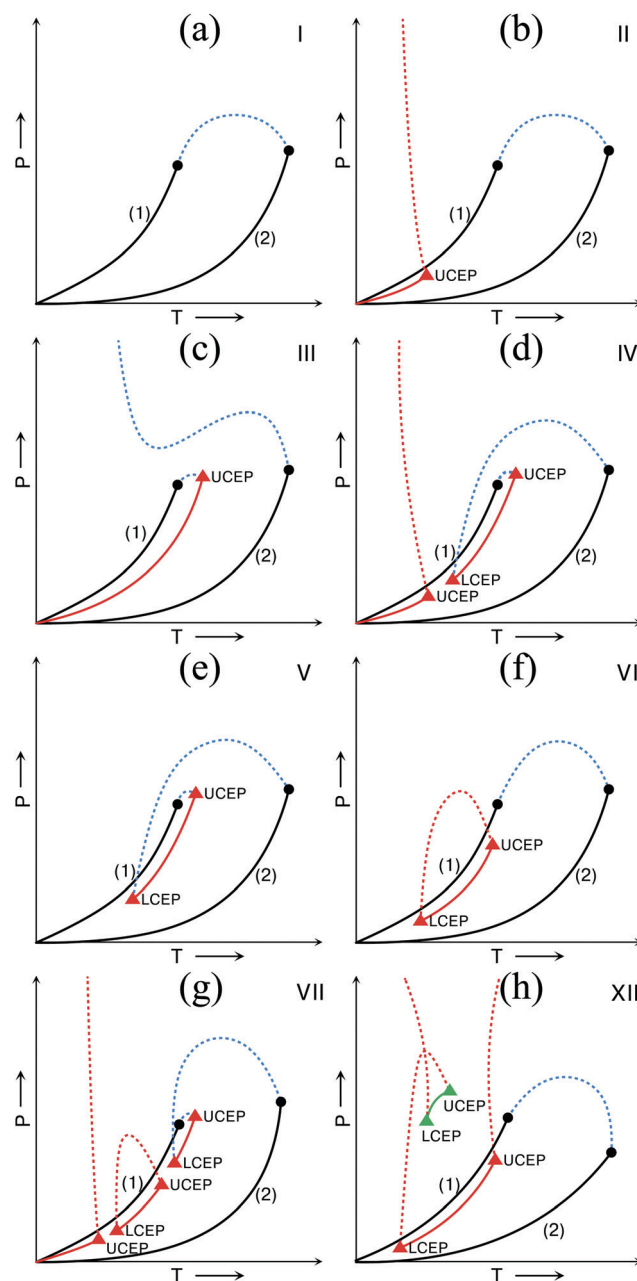 (a) I
P
(1)
(2)
T
(b) II
P
(1)
(2)
UCEP
T
(c) III
P
UCEP
(1)
(2)
T
(d) IV
P
UCEP
(1)
LCEP
UCEP
(2)
T
(e) V
P
UCEP
(1)
LCEP
(2)
T
(f) VI
P
(1)
UCEP
LCEP
(2)
T
(g) VII
P
UCEP
(1)
LCEP
UCEP
LCEP
UCEP
(2)
T
(h) XII
P
UCEP
LCEP
(1)
UCEP
LCEP
(2)
T